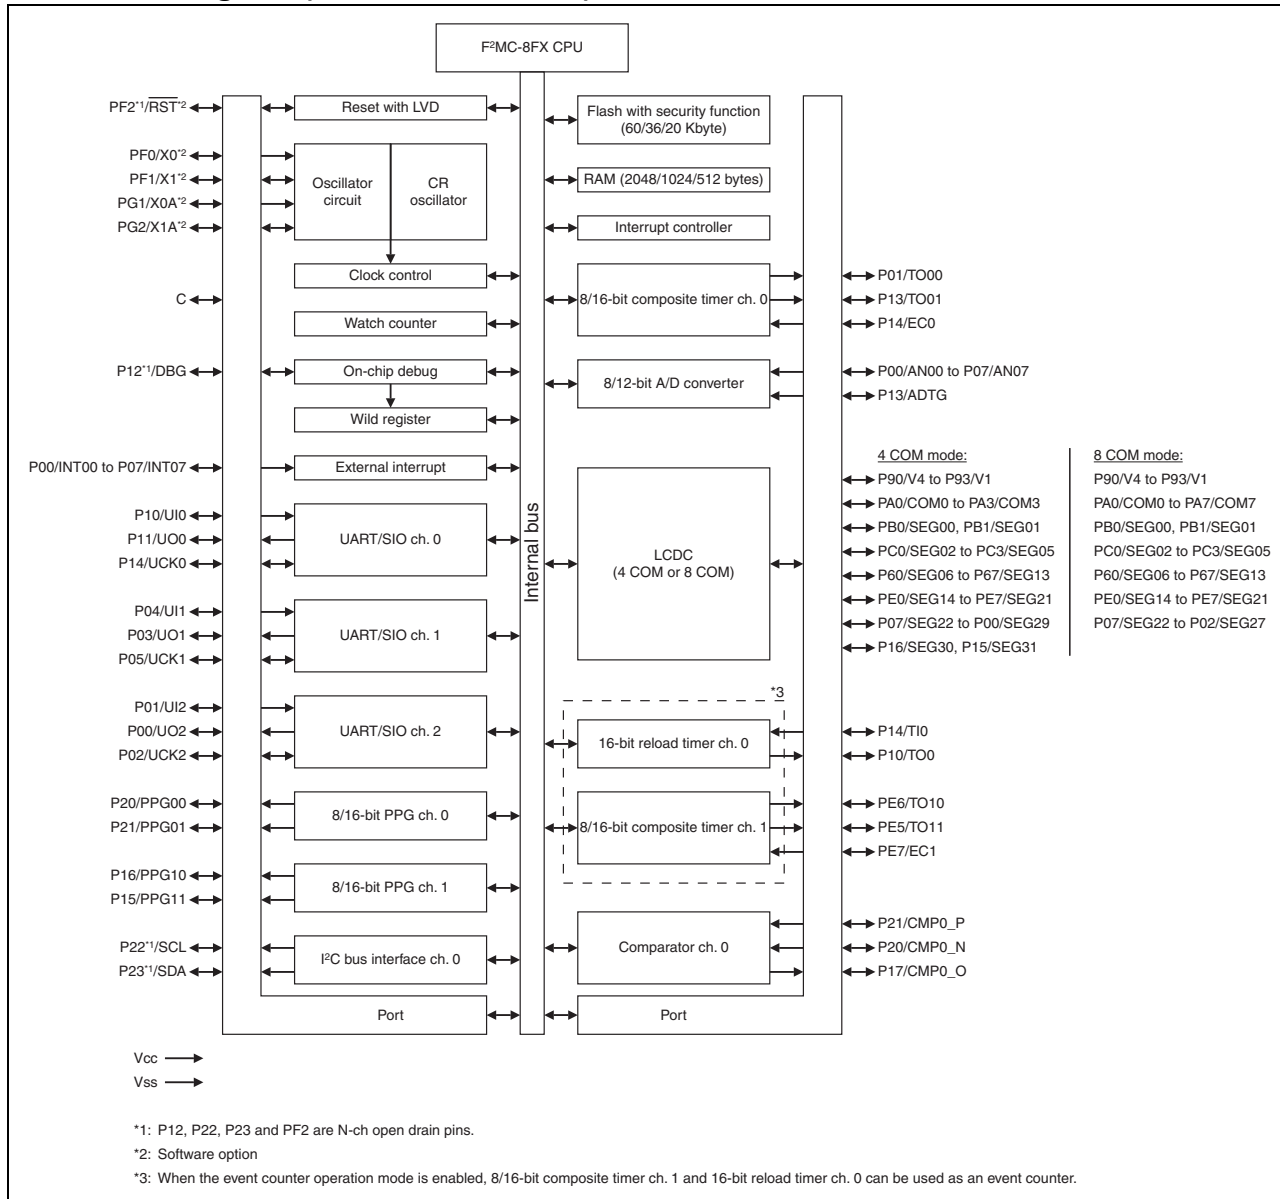 F²MC-8FX CPU
PF2*1/RST*2
Reset with LVD
Flash with security function
(60/36/20 Kbyte)
PF0/X0*2
PF1/X1*2
PG1/X0A*2
PG2/X1A*2
Oscillator
circuit
CR
oscillator
RAM (2048/1024/512 bytes)
Interrupt controller
Clock control
C
Watch counter
8/16-bit composite timer ch. 0
P01/TO00
P13/TO01
P14/EC0
P12*1/DBG
On-chip debug
Wild register
8/12-bit A/D converter
P00/AN00 to P07/AN07
P13/ADTG
P00/INT00 to P07/INT07
External interrupt
P10/UI0
P11/UO0
P14/UCK0
UART/SIO ch. 0
P04/UI1
P03/UO1
P05/UCK1
UART/SIO ch. 1
Internal bus
LCDC
(4 COM or 8 COM)
4 COM mode:
P90/V4 to P93/V1
PA0/COM0 to PA3/COM3
PB0/SEG00, PB1/SEG01
PC0/SEG02 to PC3/SEG05
P60/SEG06 to P67/SEG13
PE0/SEG14 to PE7/SEG21
P07/SEG22 to P00/SEG29
P16/SEG30, P15/SEG31
8 COM mode:
P90/V4 to P93/V1
PA0/COM0 to PA7/COM7
PB0/SEG00, PB1/SEG01
PC0/SEG02 to PC3/SEG05
P60/SEG06 to P67/SEG13
PE0/SEG14 to PE7/SEG21
P07/SEG22 to P02/SEG27
P01/UI2
P00/UO2
P02/UCK2
UART/SIO ch. 2
*3
16-bit reload timer ch. 0
P14/TI0
P10/TO0
P20/PPG00
P21/PPG01
8/16-bit PPG ch. 0
8/16-bit composite timer ch. 1
PE6/TO10
PE5/TO11
PE7/EC1
P16/PPG10
P15/PPG11
8/16-bit PPG ch. 1
P22*1/SCL
P23*1/SDA
I²C bus interface ch. 0
Comparator ch. 0
P21/CMP0_P
P20/CMP0_N
P17/CMP0_O
Port
Port
Vcc
Vss
*1: P12, P22, P23 and PF2 are N-ch open drain pins.
*2: Software option
*3: When the event counter operation mode is enabled, 8/16-bit composite timer ch. 1 and 16-bit reload timer ch. 0 can be used as an event counter.